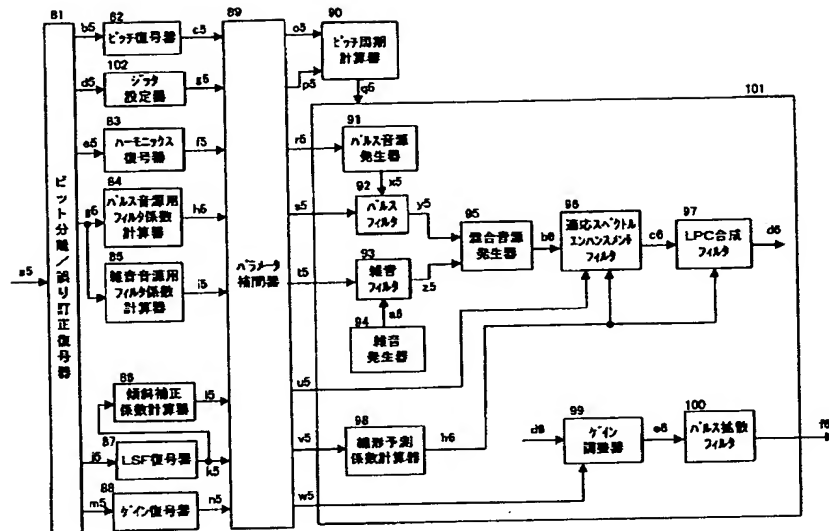 81
ビット分離/誤り訂正復号器
a5
b5
82
ピッチ復号器
c5
d5
102
ジッタ
設定器
g5
e5
83
ハーモニックス
復号器
f5
g6
84
パルス音源用
フィルタ係数
計算器
h6
85
雑音音源用
フィルタ係数
計算器
i5
86
傾斜補正
係数計算器
l5
j5
87
LSF復号器
k5
m5
88
ゲイン復号器
n5
89
パラメータ
補間器
o5
p5
90
ピッチ周期
計算器
q5
101
r5
91
パルス音源
発生器
x5
s5
92
パルス
フィルタ
y5
t5
93
雑音
フィルタ
z5
a6
94
雑音
発生器
95
混合音源
発生器
b6
96
適応スペクトル
エンハンスメント
フィルタ
c6
97
LPC合成
フィルタ
d6
u5
v5
98
線形予測
係数計算器
h6
w5
d6
99
ゲイン
調整器
e6
100
パルス拡散
フィルタ
f6